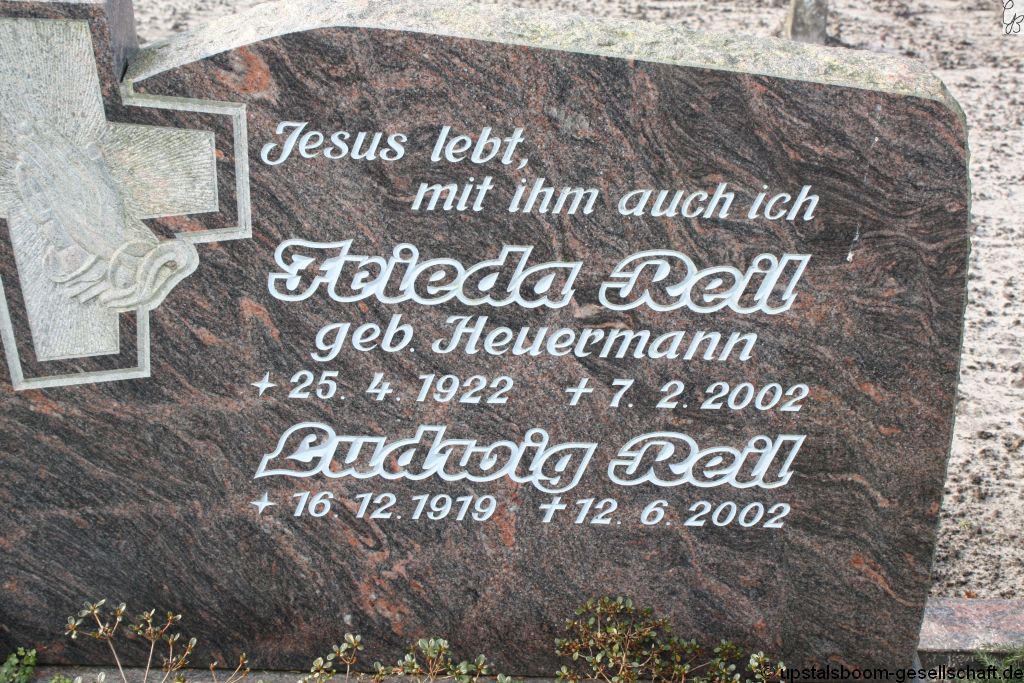 Jesus lebt,
mit ihm auch ich
Frieda Reil
geb. Heuermann
✦ 25. 4. 1922 ✝ 7. 2. 2002
Ludwig Reil
✦ 16. 12. 1919 ✝ 12. 6. 2002
GB
© upstalsboom-gesellschaft.de